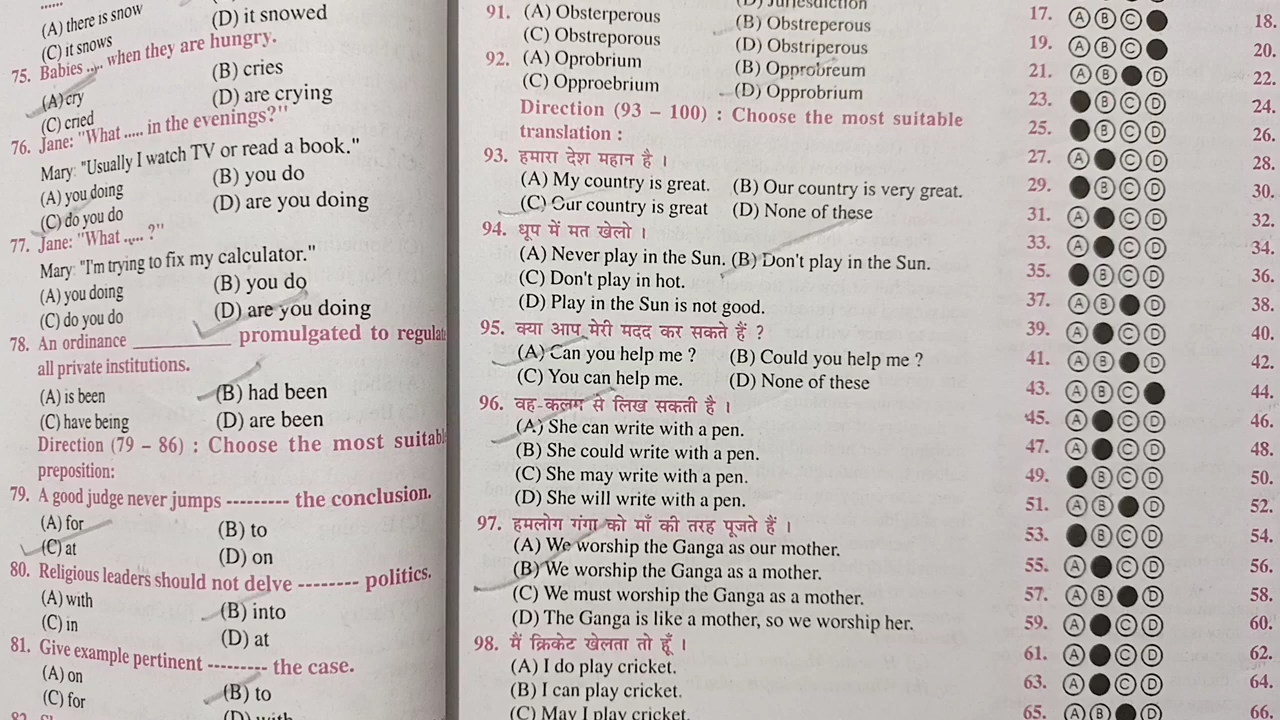 ......
(A) there is snow
(C) it snows
(D) it snowed
75. Babies ..... when they are hungry.
(A) cry
(B) cries
(C) cried
(D) are crying
76. Jane: "What ..... in the evenings?"
Mary: "Usually I watch TV or read a book."
(A) you doing
(B) you do
(C) do you do
(D) are you doing
77. Jane: "What ..... ?"
Mary: "I'm trying to fix my calculator."
(A) you doing
(B) you do
(C) do you do
(D) are you doing
78. An ordinance __________ promulgated to
all private institutions.
(A) is been
(B) had been
(C) have being
(D) are been
Direction (79 – 86) : Choose the most
preposition:
79. A good judge never jumps --------- the conclusion.
(A) for
(B) to
(C) at
(D) on
80. Religious leaders should not delve -------- politics.
(A) with
(B) into
(C) in
(D) at
81. Give example pertinent --------- the case.
(A) on
(B) to
(C) for
91. (A) Obsterperous
(B) Obstreperous
(C) Obstreporous
(D) Obstriperous
92. (A) Oprobrium
(B) Opprobreum
(C) Opproebrium
(D) Opprobrium
Direction (93 – 100) : Choose the most suitable
translation :
93. हमारा देश महान है ।
(A) My country is great. (B) Our country is very great.
(C) Our country is great (D) None of these
94. धूप में मत खेलो ।
(A) Never play in the Sun. (B) Don't play in the Sun.
(C) Don't play in hot.
(D) Play in the Sun is not good.
95. क्या आप मेरी मदद कर सकते हैं ?
(A) Can you help me ? (B) Could you help me ?
(C) You can help me. (D) None of these
96. वह-कलम से लिख सकती है ।
(A) She can write with a pen.
(B) She could write with a pen.
(C) She may write with a pen.
(D) She will write with a pen.
97. हमलोग गंगा को माँ की तरह पूजते हैं ।
(A) We worship the Ganga as our mother.
(B) We worship the Ganga as a mother.
(C) We must worship the Ganga as a mother.
(D) The Ganga is like a mother, so we worship her.
98. मैं क्रिकेट खेलता तो हूँ ।
(A) I do play cricket.
(B) I can play cricket.
(C) May I play cricket.
17. A B C 18.
19. A B C 20.
21. A B D 22.
23. B C D 24.
25. B C D 26.
27. A C D 28.
29. B C D 30.
31. A C D 32.
33. A C D 34.
35. B C D 36.
37. A B D 38.
39. A C D 40.
41. A B D 42.
43. A B C 44.
45. A C D 46.
47. A C D 48.
49. B C D 50.
51. A B D 52.
53. B C D 54.
55. A C D 56.
57. A B D 58.
59. A C D 60.
61. A C D 62.
63. A C D 64.
65. A B D 66.